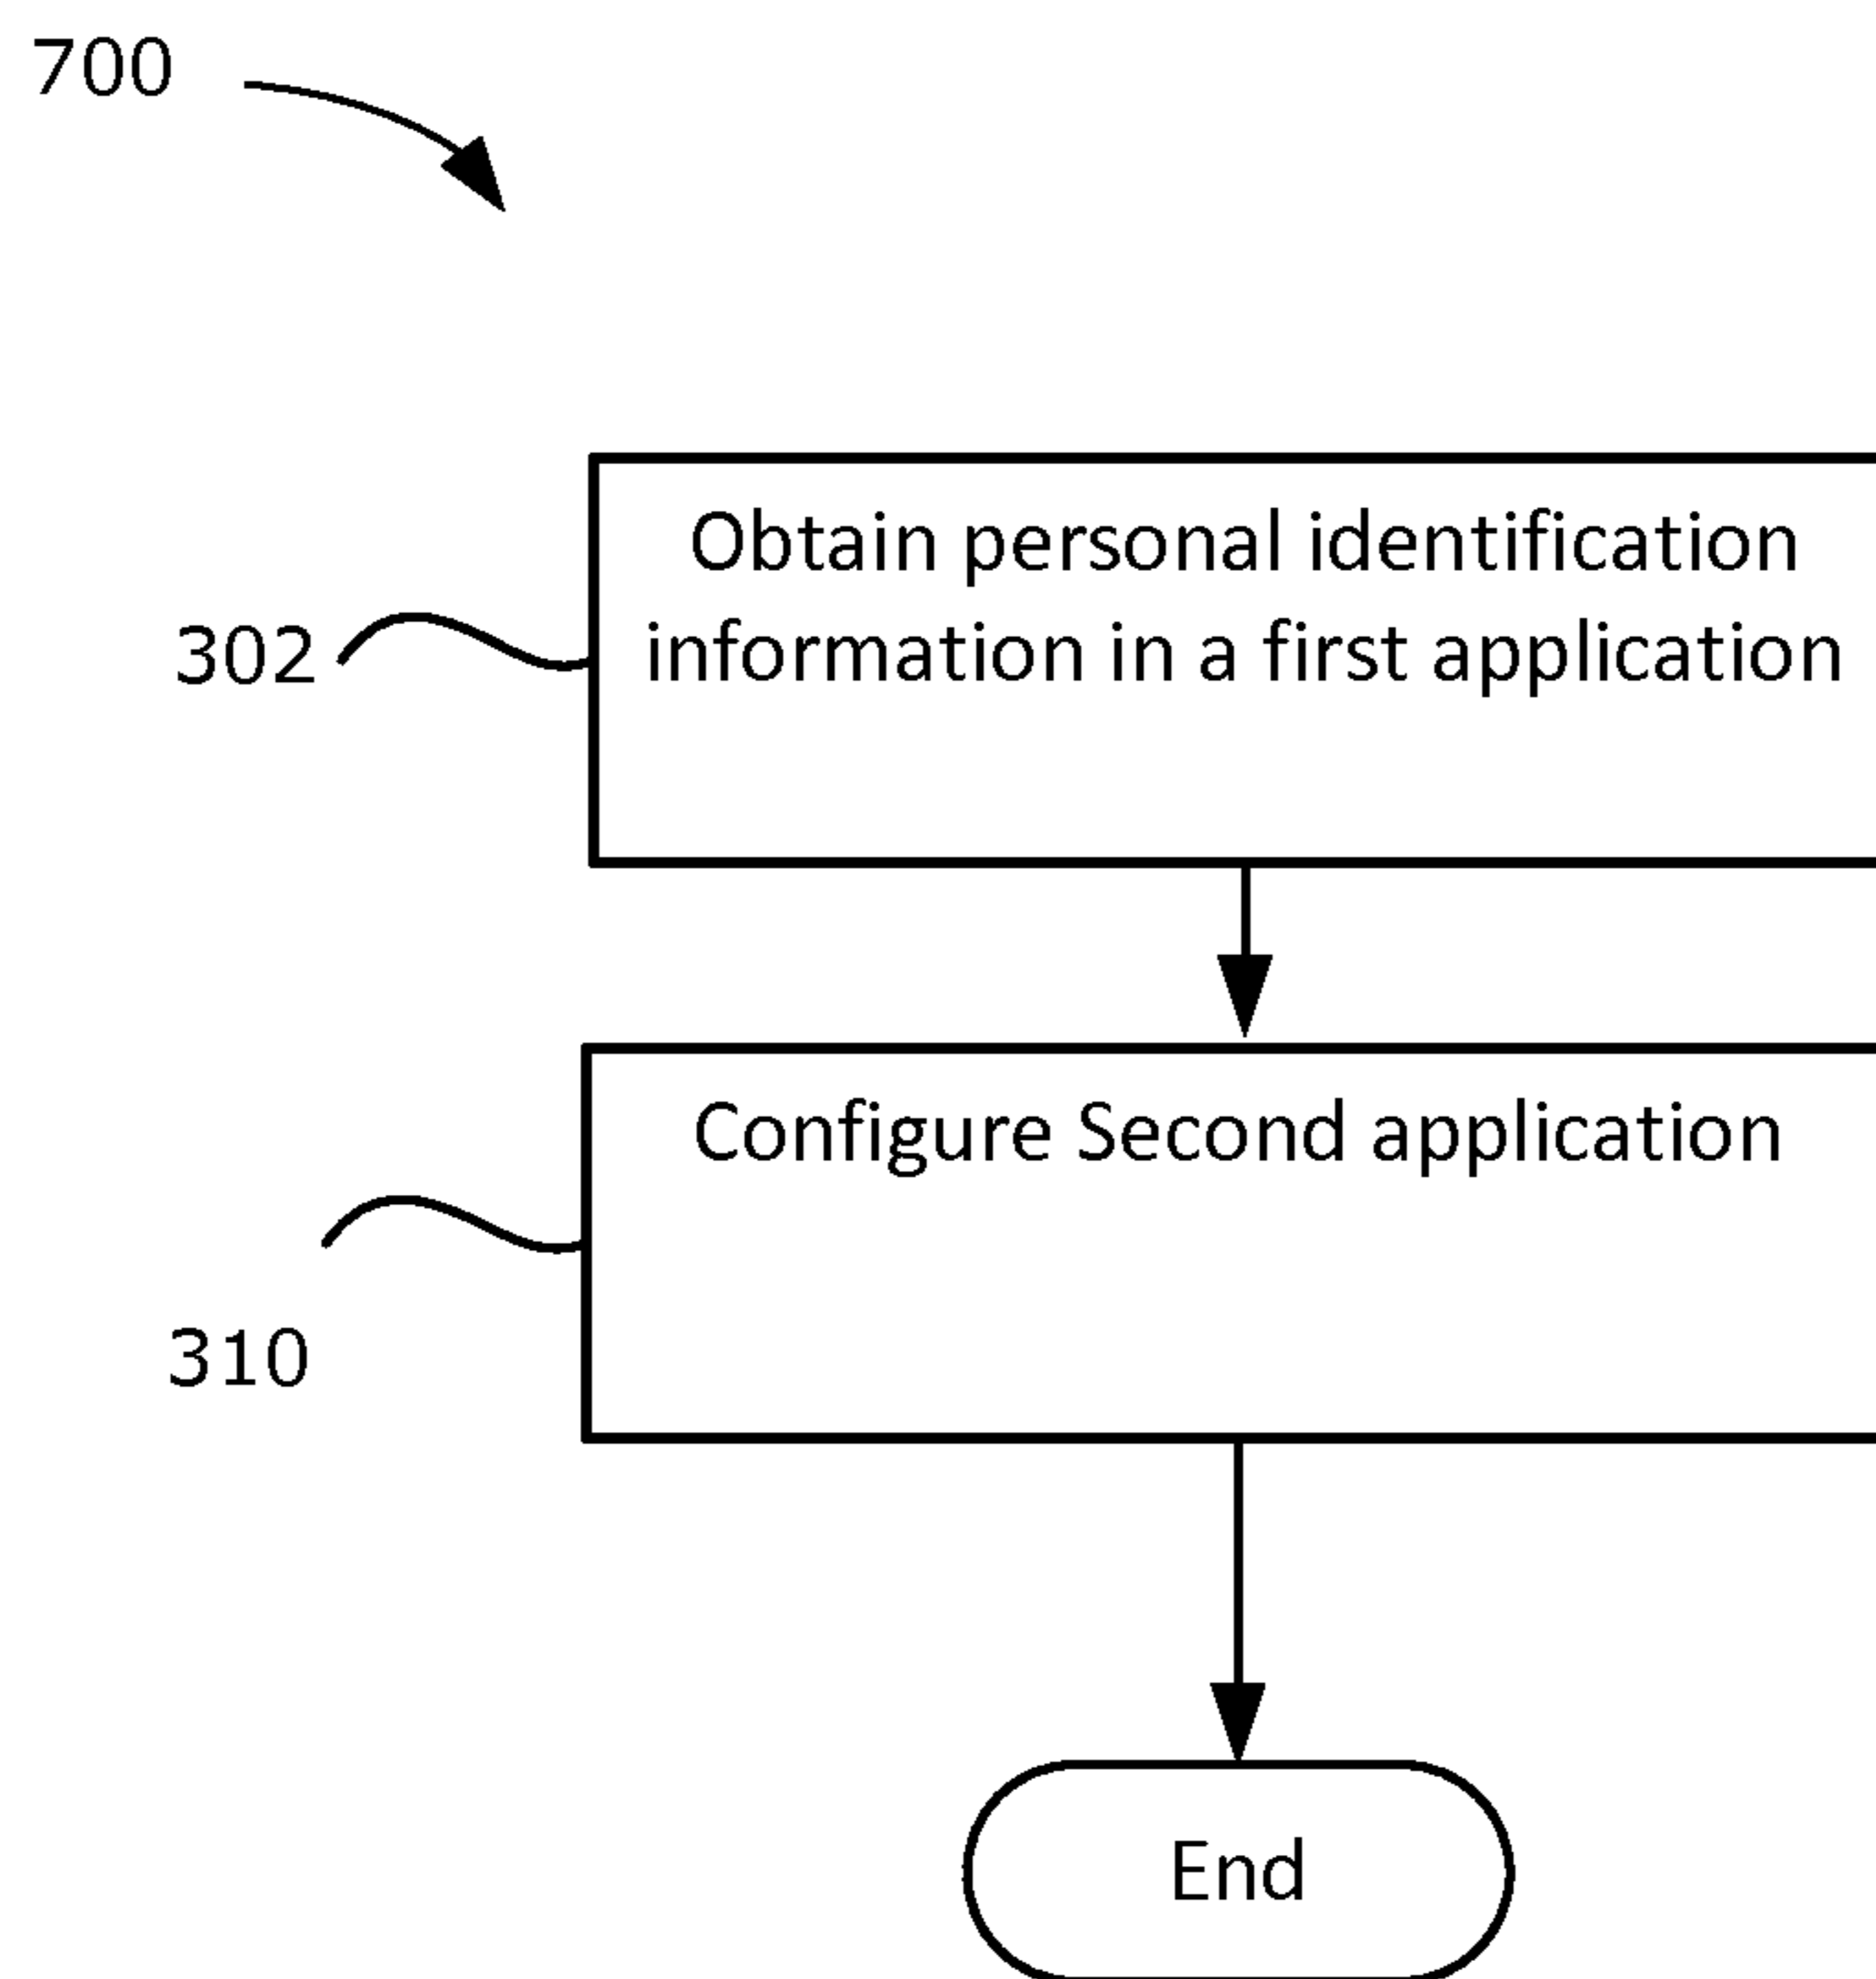 700
Obtain personal identification
information in a first application
302
Configure Second application
310
End